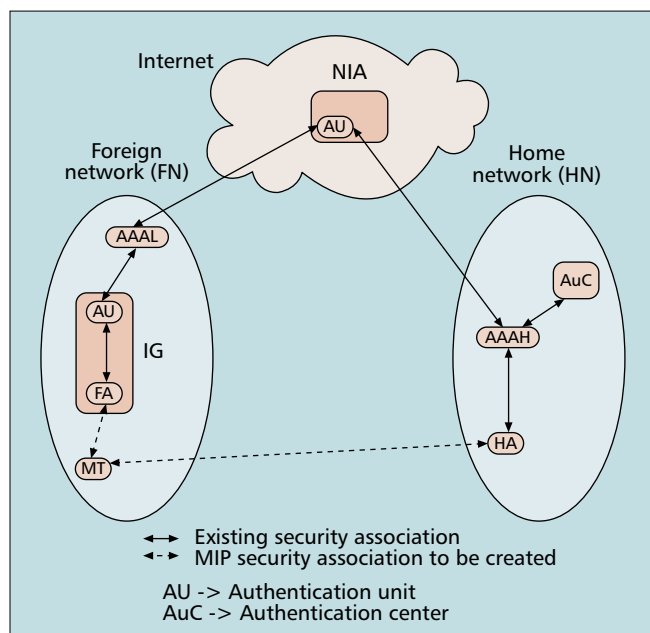 Internet
NIA
AU
Foreign
network (FN)
Home
network (HN)
AAAL
AuC
AU
IG
AAAH
FA
HA
MT
Existing security association
MIP security association to be created
AU -> Authentication unit
AuC -> Authentication center